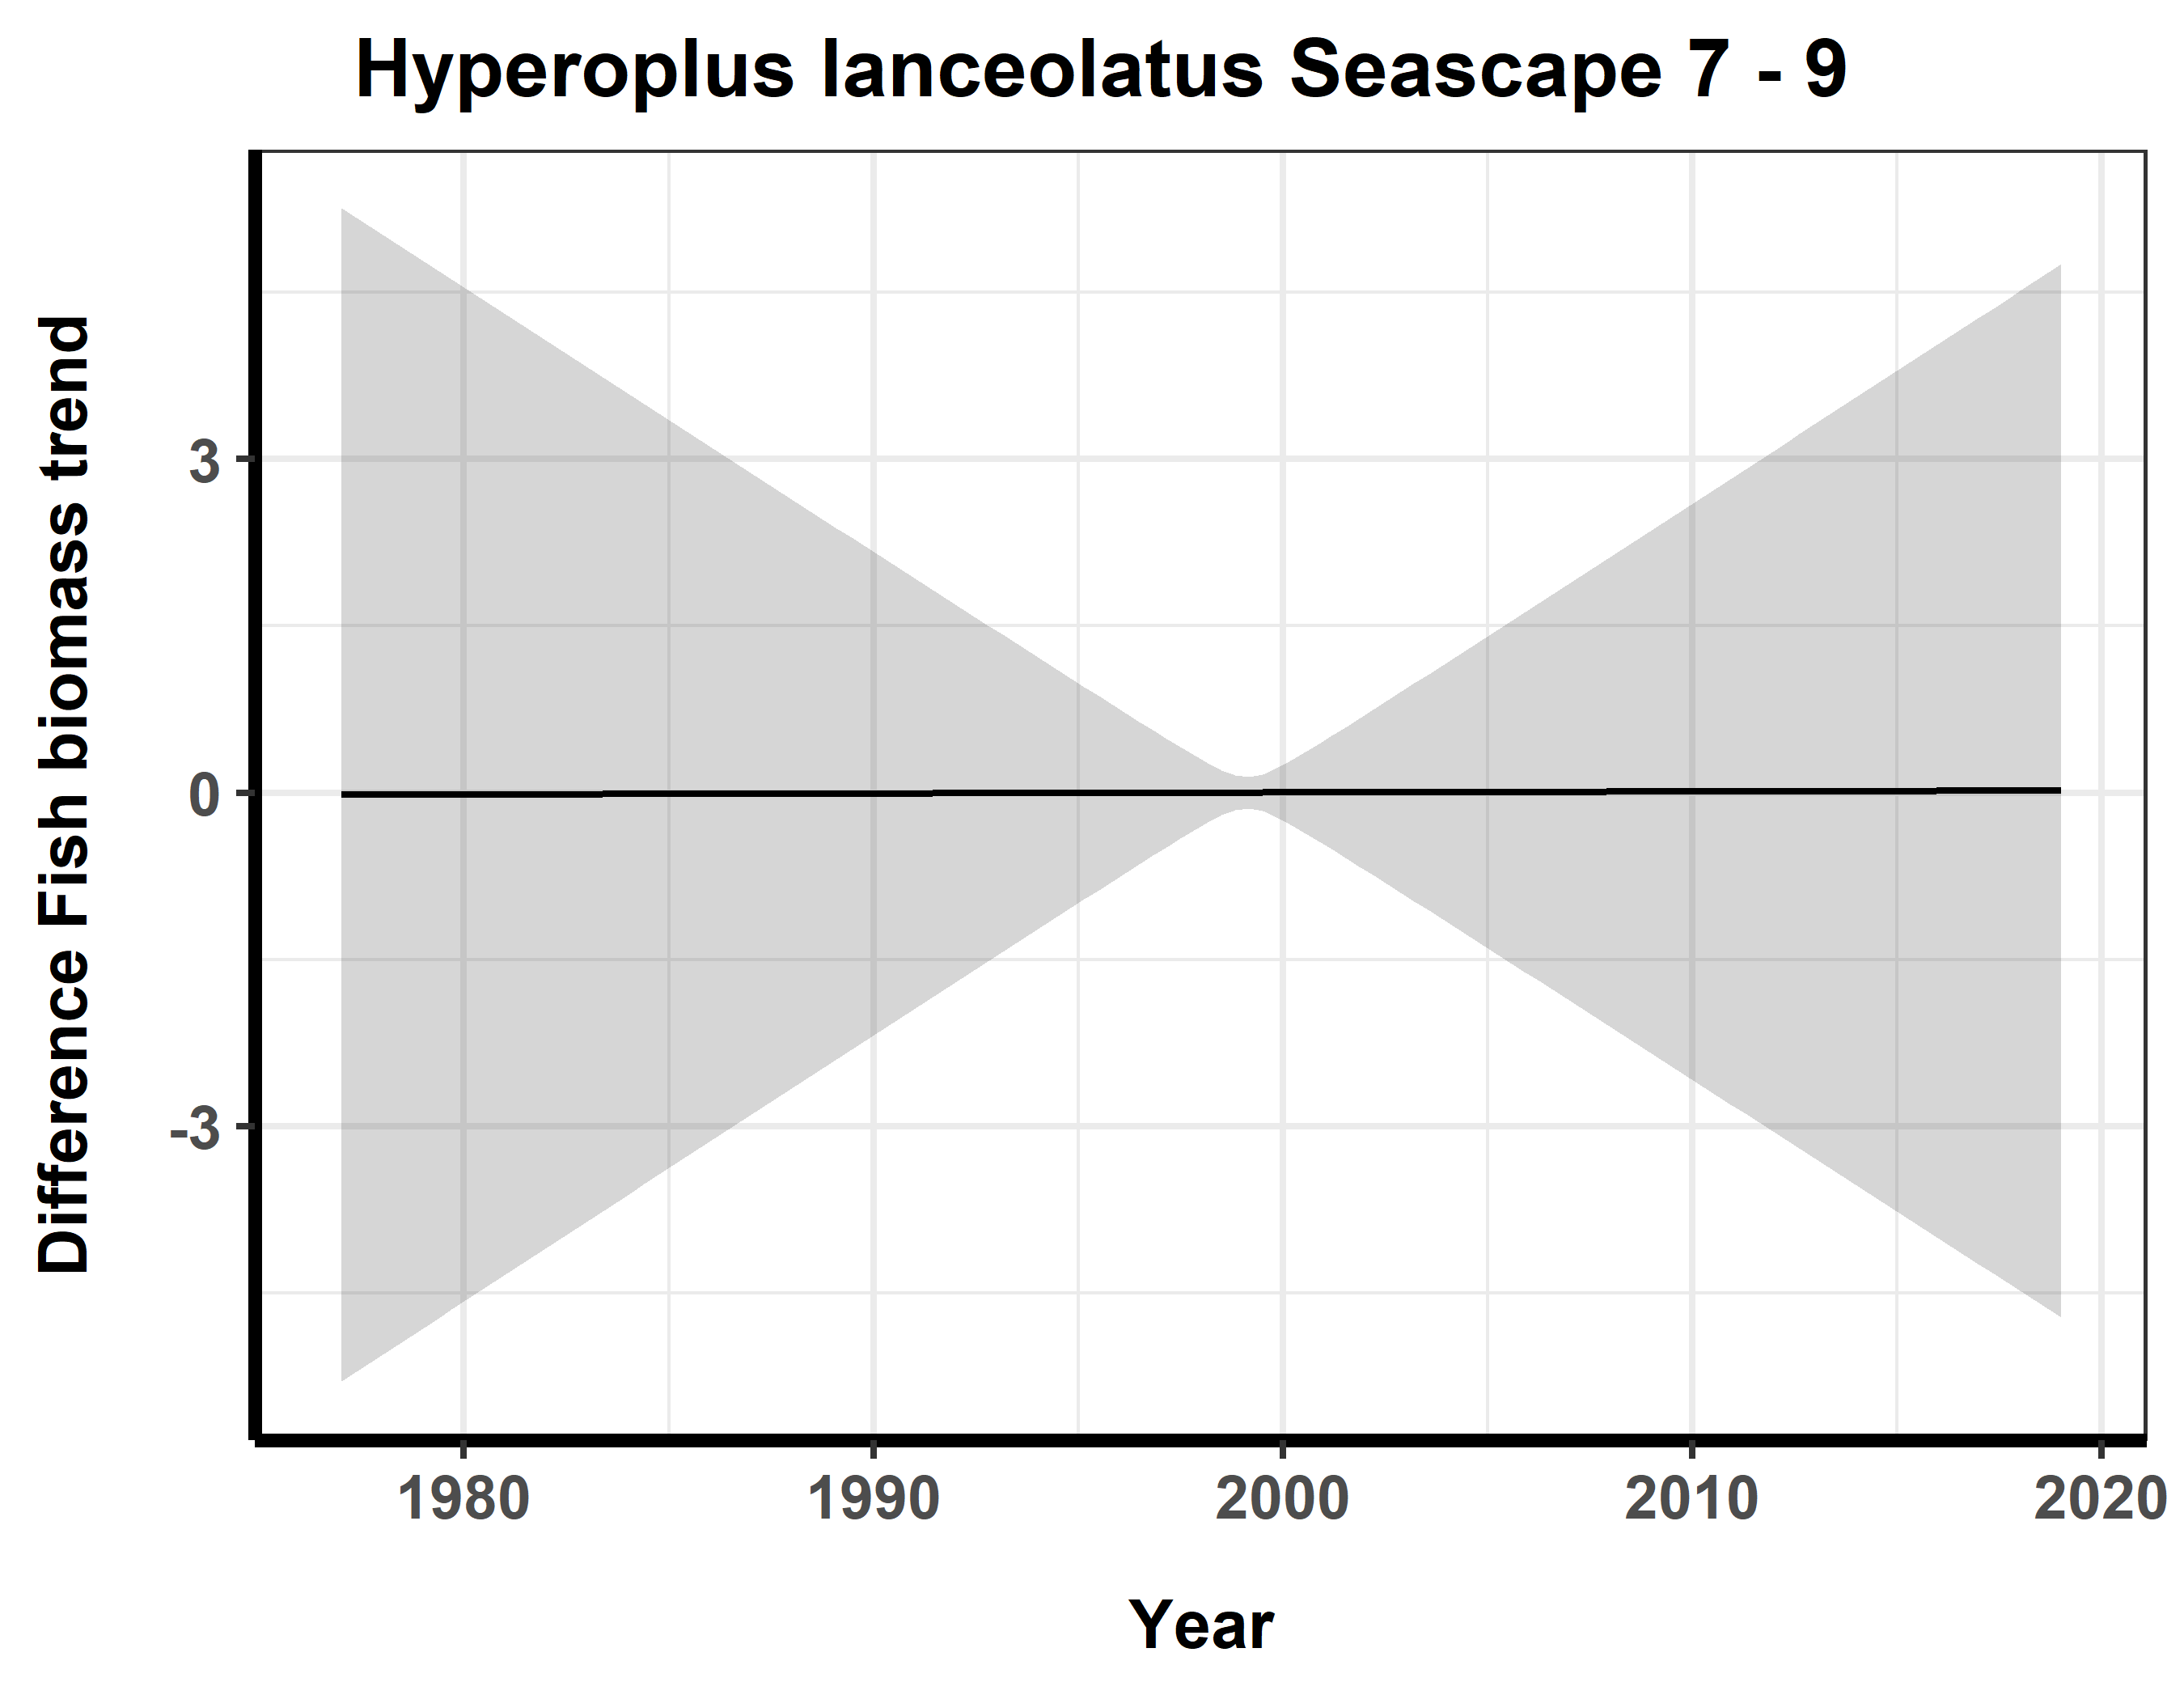 Hyperoplus lanceolatus Seascape 7 - 9
Difference Fish biomass trend
3
0
-3
1980 1990 2000 2010 2020
Year